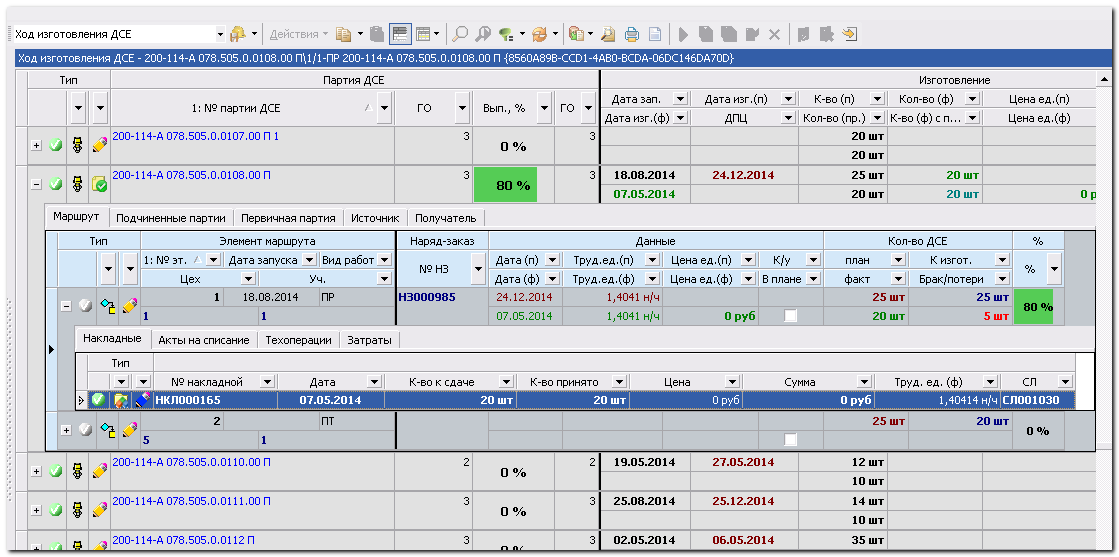 Ход изготовления ДСЕ
Действия
Ход изготовления ДСЕ - 200-114-А 078.505.0.0108.00 П\1/1-ПР 200-114-А 078.505.0.0108.00 П {8560A89B-CCD1-4AB0-BCDA-06DC146DA70D}
Тип Партия ДСЕ Изготовление
1: № партии ДСЕ ГО Вып., % ГО
Дата зап. Дата изг.(п) К-во (п) Кол-во (ф) Цена ед.(п)
Дата изг.(ф) ДПЦ Кол-во (пр.) К-во (ф) с п... Цена ед.(ф)
200-114-А 078.505.0.0107.00 П 1 3 0 % 3 20 шт
20 шт
200-114-А 078.505.0.0108.00 П 3 80 % 3 18.08.2014 24.12.2014 25 шт 20 шт
07.05.2014 20 шт 20 шт 0 р
Маршрут Подчиненные партии Первичная партия Источник Получатель
Тип Элемент маршрута Наряд-заказ Данные Кол-во ДСЕ %
1: № эт. Дата запуска Вид работ № НЗ Дата (п) Труд.ед.(п) Цена ед.(п) К/у план К изгот. %
Цех Уч. Дата (ф) Труд.ед.(ф) Цена ед.(ф) В плане факт Брак/потери
1 18.08.2014 ПР НЗ000985 24.12.2014 1,4041 н/ч 25 шт 25 шт 80 %
1 1 07.05.2014 1,4041 н/ч 0 руб 20 шт 5 шт
Накладные Акты на списание Техоперации Затраты
Тип
№ накладной Дата К-во к сдаче К-во принято Цена Сумма Труд. ед. (ф) СЛ
НКЛ000165 07.05.2014 20 шт 20 шт 0 руб 0 руб 1,40414 н/ч СЛ001030
2 ПТ 25 шт 20 шт 0 %
5 1
200-114-А 078.505.0.0110.00 П 2 0 % 2 19.05.2014 27.05.2014 12 шт
10 шт
200-114-А 078.505.0.0111.00 П 3 0 % 3 25.08.2014 25.12.2014 14 шт
10 шт
200-114-А 078.505.0.0112 П 3 0 % 3 02.05.2014 06.05.2014 35 шт